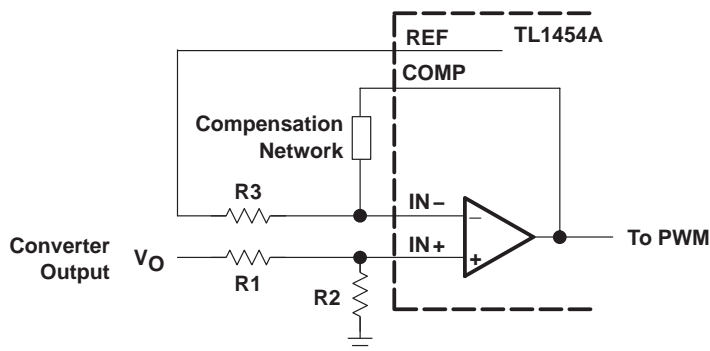 REF
TL1454A
COMP
Compensation
Network
R3
IN−
−
Converter
Output
VO
R1
IN+
+
To PWM
R2